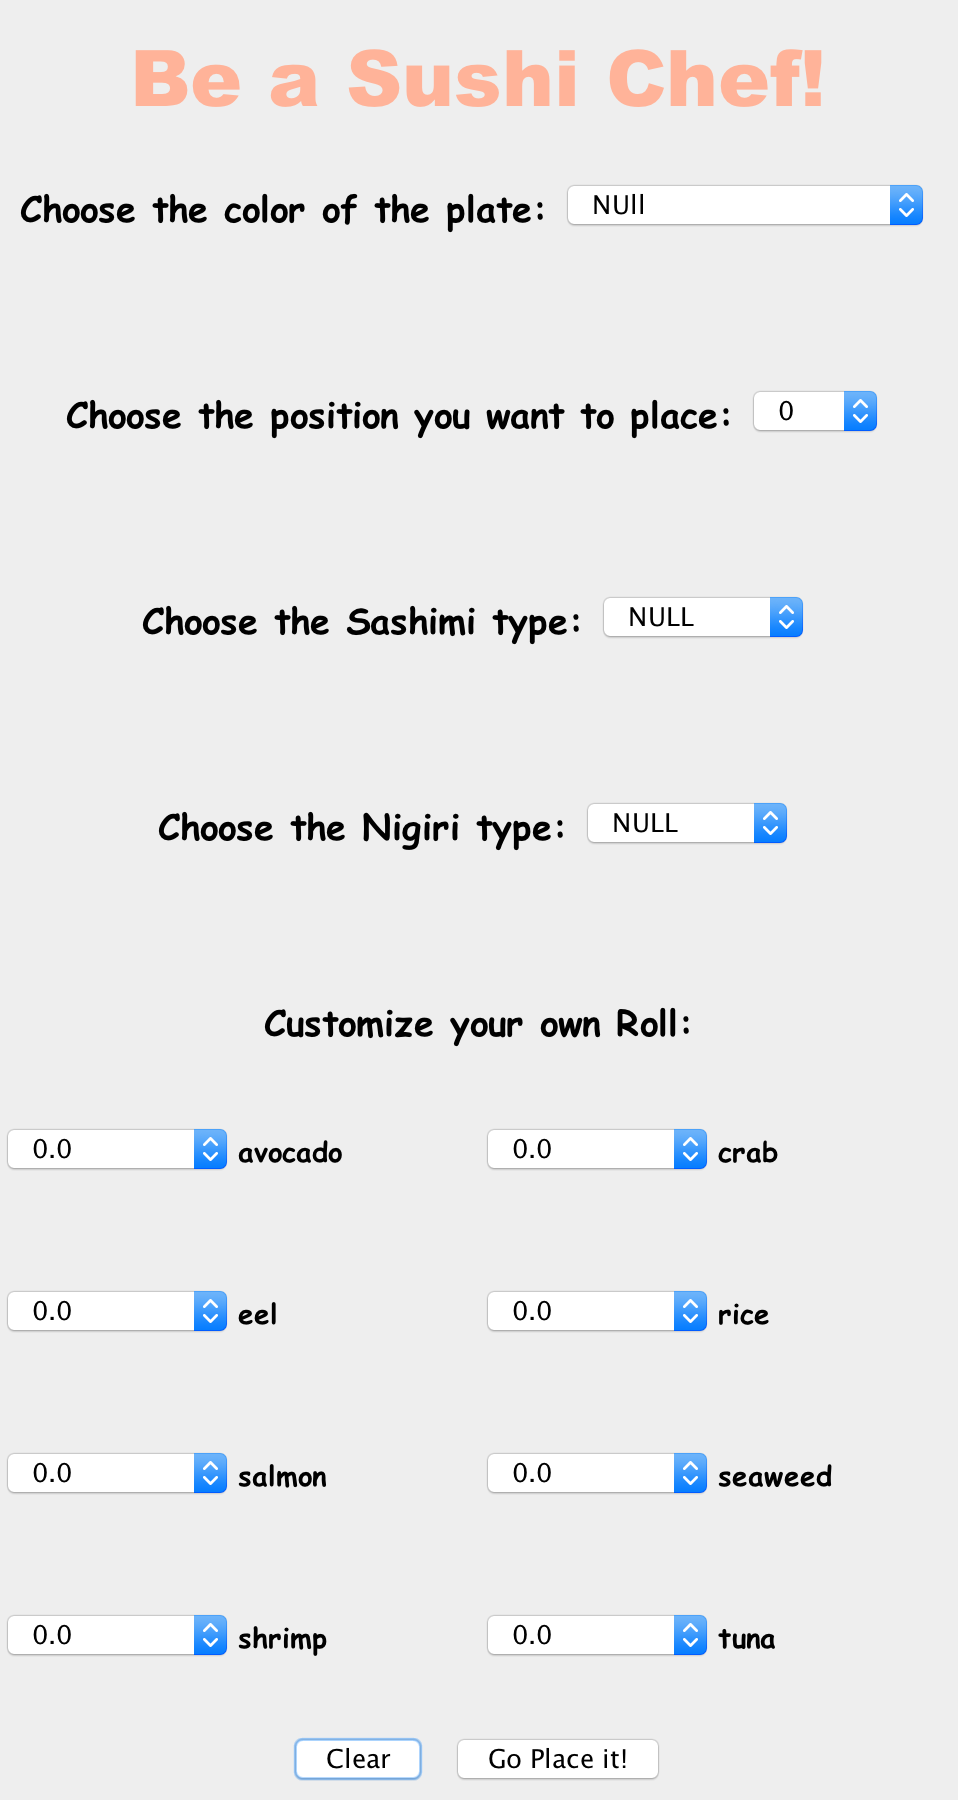 Be a Sushi Chef!
Choose the color of the plate: NUll
Choose the position you want to place: 0
Choose the Sashimi type: NULL
Choose the Nigiri type: NULL
Customize your own Roll:
0.0 avocado 0.0 crab
0.0 eel 0.0 rice
0.0 salmon 0.0 seaweed
0.0 shrimp 0.0 tuna
Clear Go Place it!